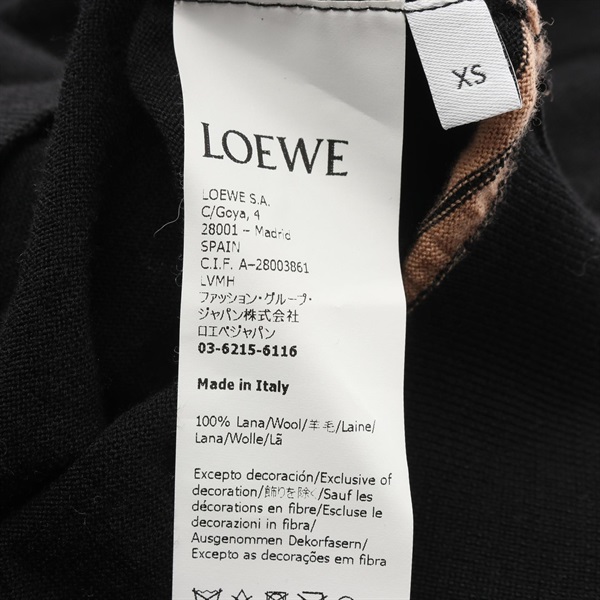 XS
LOEWE
LOEWE S.A.
C/Goya, 4
28001 – Madrid
SPAIN
C.I.F. A-28003861
LVMH
ファッション・グループ・
ジャパン株式会社
ロエベジャパン
03-6215-6116
Made in Italy
100% Lana/Wool/羊毛/Laine/
Lana/Wolle/Lã
Excepto decoración/Exclusive of
decoration/飾りを除く/Sauf les
décorations en fibre/Escluse le
decorazioni in fibra/
Ausgenommen Dekorfasern/
Excepto as decorações em fibra